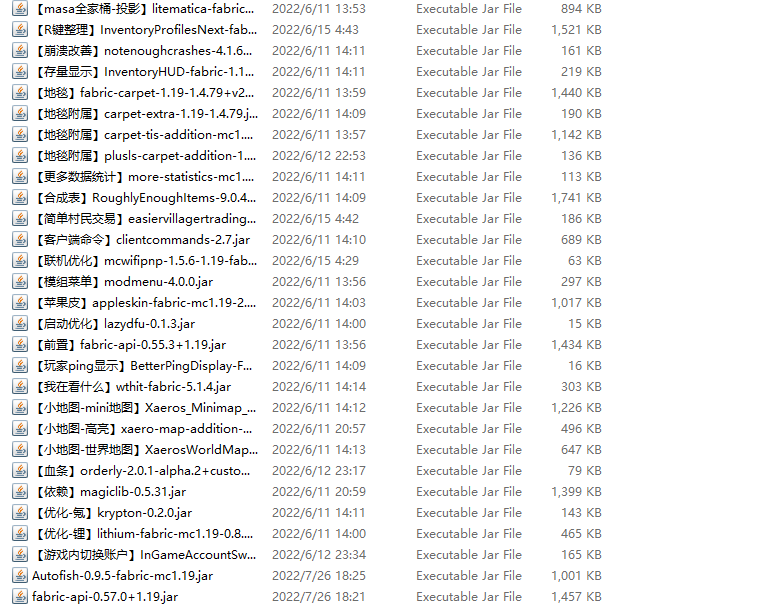 【masa全家桶-投影】litematica-fabric... 2022/6/11 13:53 Executable Jar File 894 KB
【R键整理】InventoryProfilesNext-fab... 2022/6/15 4:43 Executable Jar File 1,521 KB
【崩溃改善】notenoughcrashes-4.1.6... 2022/6/11 14:11 Executable Jar File 161 KB
【存量显示】InventoryHUD-fabric-1.1... 2022/6/11 14:11 Executable Jar File 219 KB
【地毯】fabric-carpet-1.19-1.4.79+v2... 2022/6/11 13:59 Executable Jar File 1,440 KB
【地毯附属】carpet-extra-1.19-1.4.79.j... 2022/6/11 14:09 Executable Jar File 190 KB
【地毯附属】carpet-tis-addition-mc1.... 2022/6/11 13:57 Executable Jar File 1,142 KB
【地毯附属】plusls-carpet-addition-1.... 2022/6/12 22:53 Executable Jar File 136 KB
【更多数据统计】more-statistics-mc1.... 2022/6/11 14:11 Executable Jar File 113 KB
【合成表】RoughlyEnoughItems-9.0.4... 2022/6/11 14:09 Executable Jar File 1,741 KB
【简单村民交易】easiervillagertrading... 2022/6/15 4:42 Executable Jar File 186 KB
【客户端命令】clientcommands-2.7.jar 2022/6/11 14:10 Executable Jar File 689 KB
【联机优化】mcwifipnp-1.5.6-1.19-fab... 2022/6/15 4:29 Executable Jar File 63 KB
【模组菜单】modmenu-4.0.0.jar 2022/6/11 13:56 Executable Jar File 297 KB
【苹果皮】appleskin-fabric-mc1.19-2.... 2022/6/11 14:03 Executable Jar File 1,017 KB
【启动优化】lazydfu-0.1.3.jar 2022/6/11 14:00 Executable Jar File 15 KB
【前置】fabric-api-0.55.3+1.19.jar 2022/6/11 13:56 Executable Jar File 1,434 KB
【玩家ping显示】BetterPingDisplay-F... 2022/6/11 14:09 Executable Jar File 16 KB
【我在看什么】wthit-fabric-5.1.4.jar 2022/6/11 14:14 Executable Jar File 303 KB
【小地图-mini地图】Xaeros_Minimap_... 2022/6/11 14:12 Executable Jar File 1,226 KB
【小地图-高亮】xaero-map-addition-... 2022/6/11 20:57 Executable Jar File 496 KB
【小地图-世界地图】XaerosWorldMap... 2022/6/11 14:13 Executable Jar File 647 KB
【血条】orderly-2.0.1-alpha.2+custo... 2022/6/12 23:17 Executable Jar File 79 KB
【依赖】magiclib-0.5.31.jar 2022/6/11 20:59 Executable Jar File 1,399 KB
【优化-氪】krypton-0.2.0.jar 2022/6/11 14:11 Executable Jar File 143 KB
【优化-锂】lithium-fabric-mc1.19-0.8.... 2022/6/11 14:00 Executable Jar File 465 KB
【游戏内切换账户】InGameAccountSw... 2022/6/12 23:34 Executable Jar File 165 KB
Autofish-0.9.5-fabric-mc1.19.jar 2022/7/26 18:25 Executable Jar File 1,001 KB
fabric-api-0.57.0+1.19.jar 2022/7/26 18:21 Executable Jar File 1,457 KB